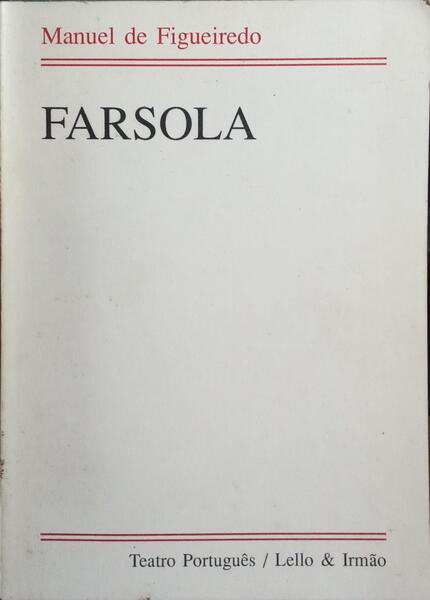 Manuel de Figueiredo
FARSOLA
Teatro Português / Lello & Irmão